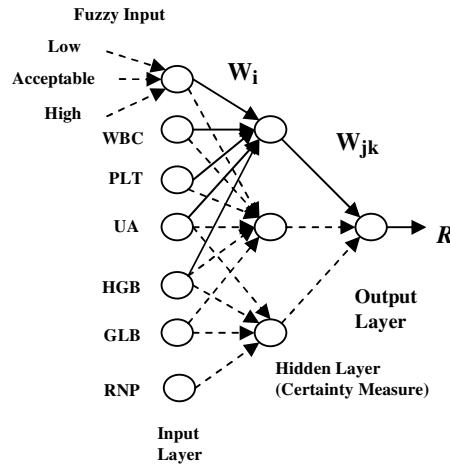 Fuzzy Input
Low
Acceptable
High
WBC
PLT
UA
HGB
GLB
RNP
Input
Layer
Wi
Wjk
R
Output
Layer
Hidden Layer
(Certainty Measure)